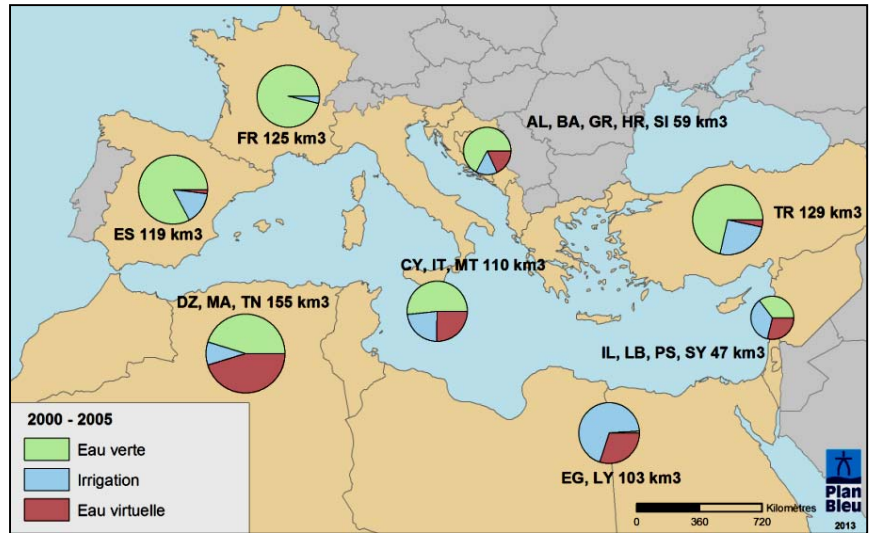 FR 125 km3
AL, BA, GR, HR, SI 59 km3
ES 119 km3
TR 129 km3
CY, IT, MT 110 km3
DZ, MA, TN 155 km3
IL, LB, PS, SY 47 km3
EG, LY 103 km3
2000 - 2005
Eau verte
Irrigation
Eau virtuelle
Kilomètres
0 360 720
Plan
Bleu
2013